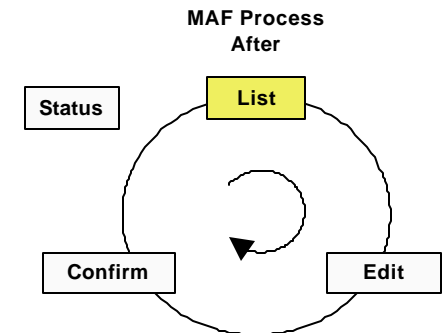 MAF Process
After
List
Status
Confirm
Edit